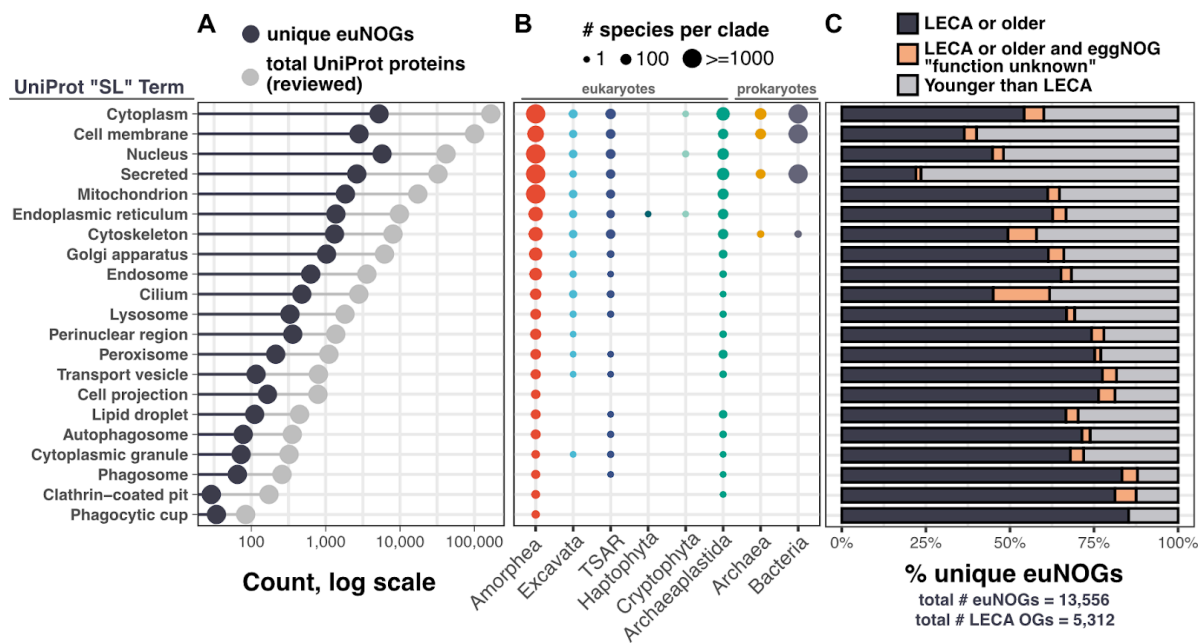 A
unique euNOGs
total UniProt proteins
(reviewed)
UniProt "SL" Term
Cytoplasm
Cell membrane
Nucleus
Secreted
Mitochondrion
Endoplasmic reticulum
Cytoskeleton
Golgi apparatus
Endosome
Cilium
Lysosome
Perinuclear region
Peroxisome
Transport vesicle
Cell projection
Lipid droplet
Autophagosome
Cytoplasmic granule
Phagosome
Clathrin–coated pit
Phagocytic cup
100 1,000 10,000 100,000
Count, log scale
B
# species per clade
1 100 >=1000
eukaryotes prokaryotes
Amorphea
Excavata
TSAR
Haptophyta
Cryptophyta
Archaeaplastida
Archaea
Bacteria
C
LECA or older
LECA or older and eggNOG
"function unknown"
Younger than LECA
0% 25% 50% 75% 100%
% unique euNOGs
total # euNOGs = 13,556
total # LECA OGs = 5,312